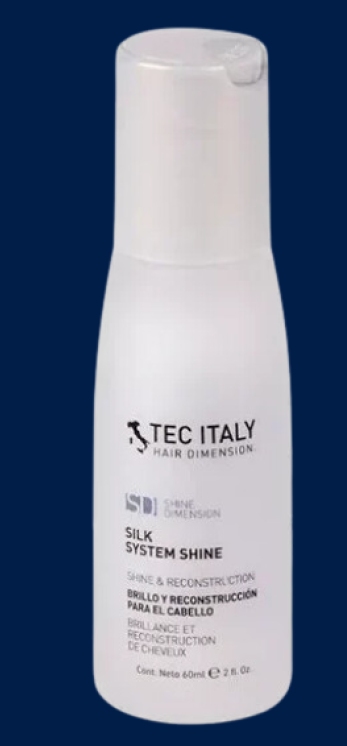 TEC ITALY
HAIR DIMENSION
SD SHINE
DIMENSION
SILK
SYSTEM SHINE
SHINE & RECONSTRUCTION
BRILLO Y RECONSTRUCCIÓN
PARA EL CABELLO
BRILLANCE ET
RECONSTRUCTION
DE CHEVEUX
Cont. Neto 60ml ℮ 2 fl. Oz.